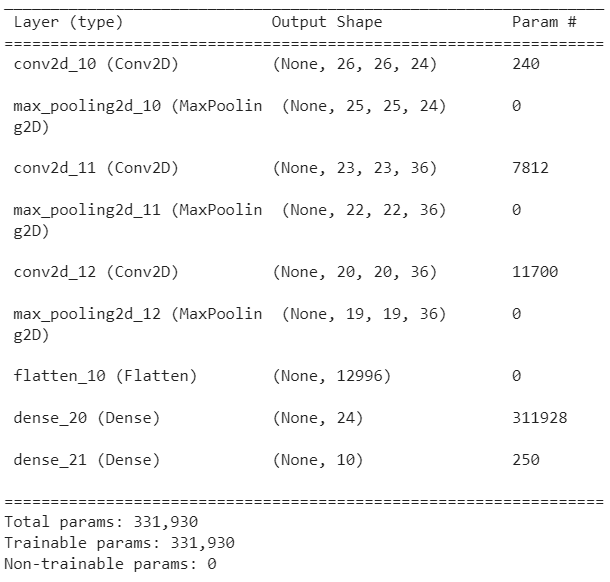 Layer (type) Output Shape Param #
=================================================================
conv2d_10 (Conv2D) (None, 26, 26, 24) 240
max_pooling2d_10 (MaxPoolin (None, 25, 25, 24) 0
g2D)
conv2d_11 (Conv2D) (None, 23, 23, 36) 7812
max_pooling2d_11 (MaxPoolin (None, 22, 22, 36) 0
g2D)
conv2d_12 (Conv2D) (None, 20, 20, 36) 11700
max_pooling2d_12 (MaxPoolin (None, 19, 19, 36) 0
g2D)
flatten_10 (Flatten) (None, 12996) 0
dense_20 (Dense) (None, 24) 311928
dense_21 (Dense) (None, 10) 250
=================================================================
Total params: 331,930
Trainable params: 331,930
Non-trainable params: 0